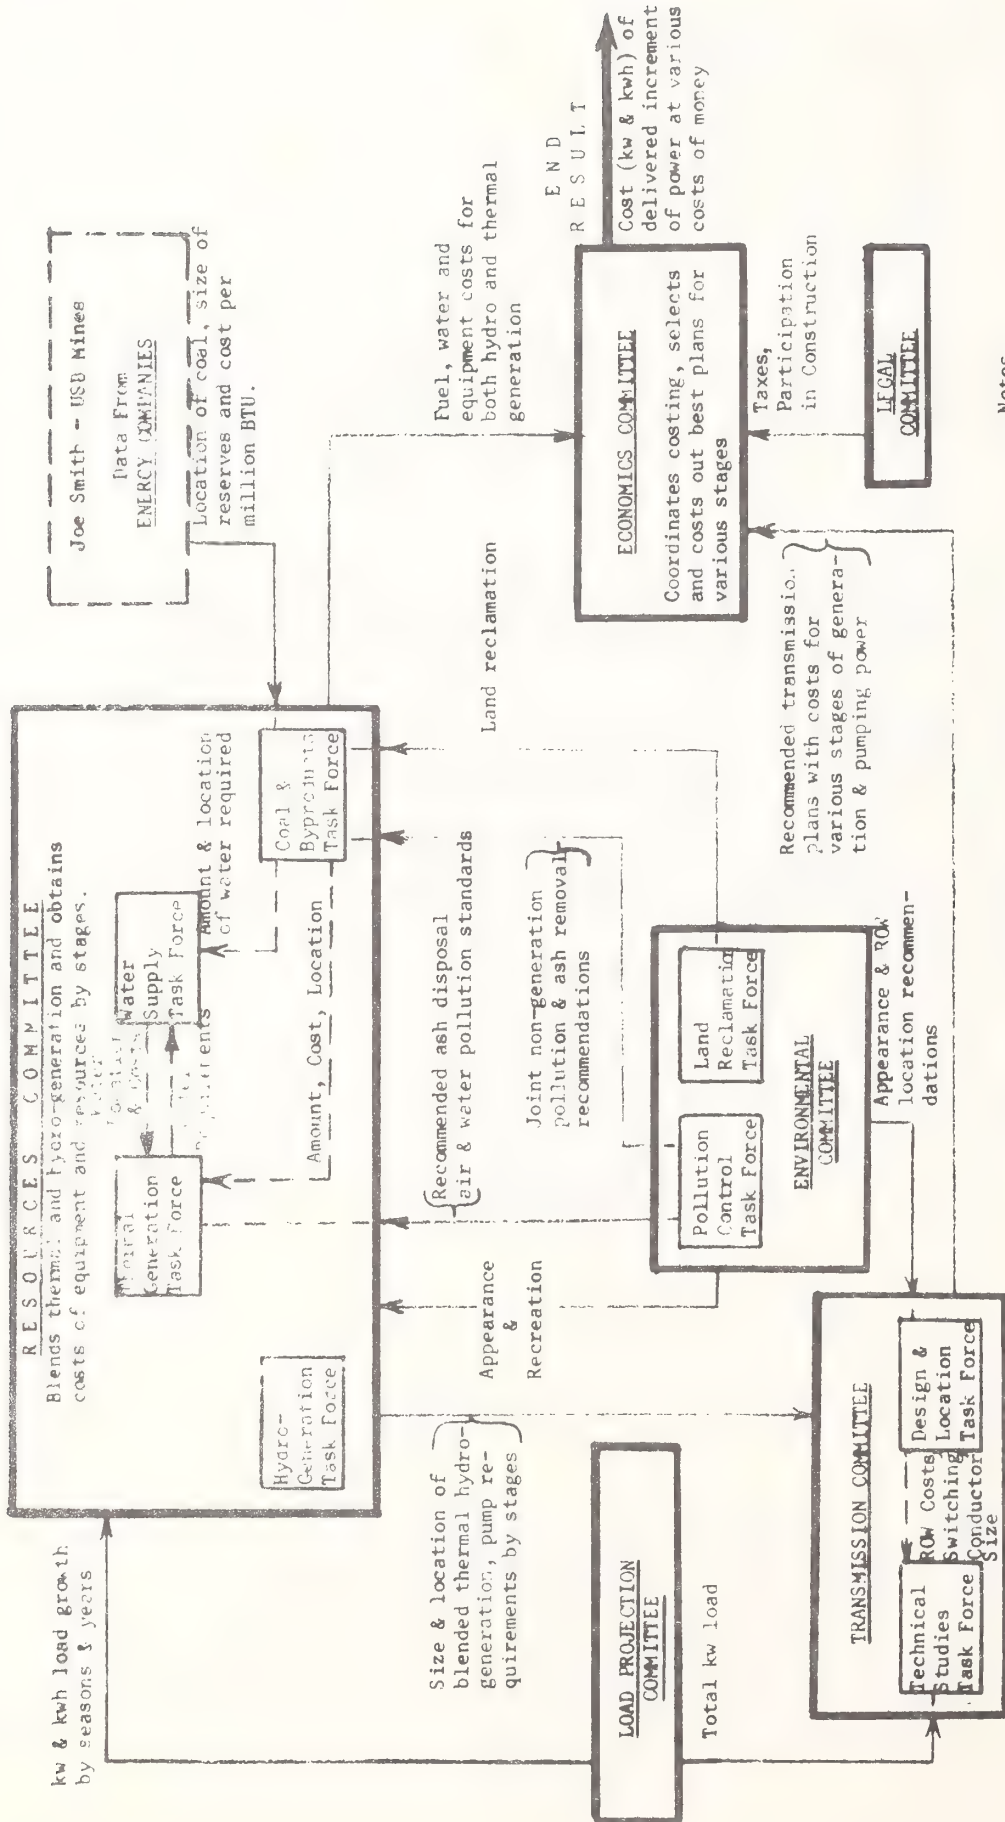 kw & kwh load growth
by seasons & years
RESOURCES COMMITTEE
Blends thermal and hydro-generation and obtains
costs of equipment and resources by stages.
Hydro-
Generation
Task Force
Thermal
Generation
Task Force
Water
Supply
Task Force
Amount & location
of water required
Coal &
Byproducts
Task Force
Amount, Cost, Location
Joe Smith - USB Mines
Data From
ENERGY COMPANIES
Location of coal, size of
reserves and cost per
million BTU.
Size & location of
blended thermal hydro-
generation, pump re-
quirements by stages
Appearance
&
Recreation
Recommended ash disposal
air & water pollution standards
Joint non-generation
pollution & ash removal
recommendations
Land reclamation
Fuel, water and
equipment costs for
both hydro and thermal
generation
LOAD PROJECTION
COMMITTEE
Total kw load
Pollution
Control
Task Force
Land
Reclamation
Task Force
ENVIRONMENTAL
COMMITTEE
Appearance & ROW
location recommen-
dations
ECONOMICS COMMITTEE
Coordinates costing, selects
and costs out best plans for
various stages
END
RESULT
Cost (kw & kwh) of
delivered increment
of power at various
costs of money
Taxes,
Participation
in Construction
LEGAL
COMMITTEE
Recommended
plans with costs for
various stages of genera-
tion & pumping power
TRANSMISSION COMMITTEE
Technical
Studies
Task Force
ROW Costs
Switching
Conductor
Size
Design &
Location
Task Force